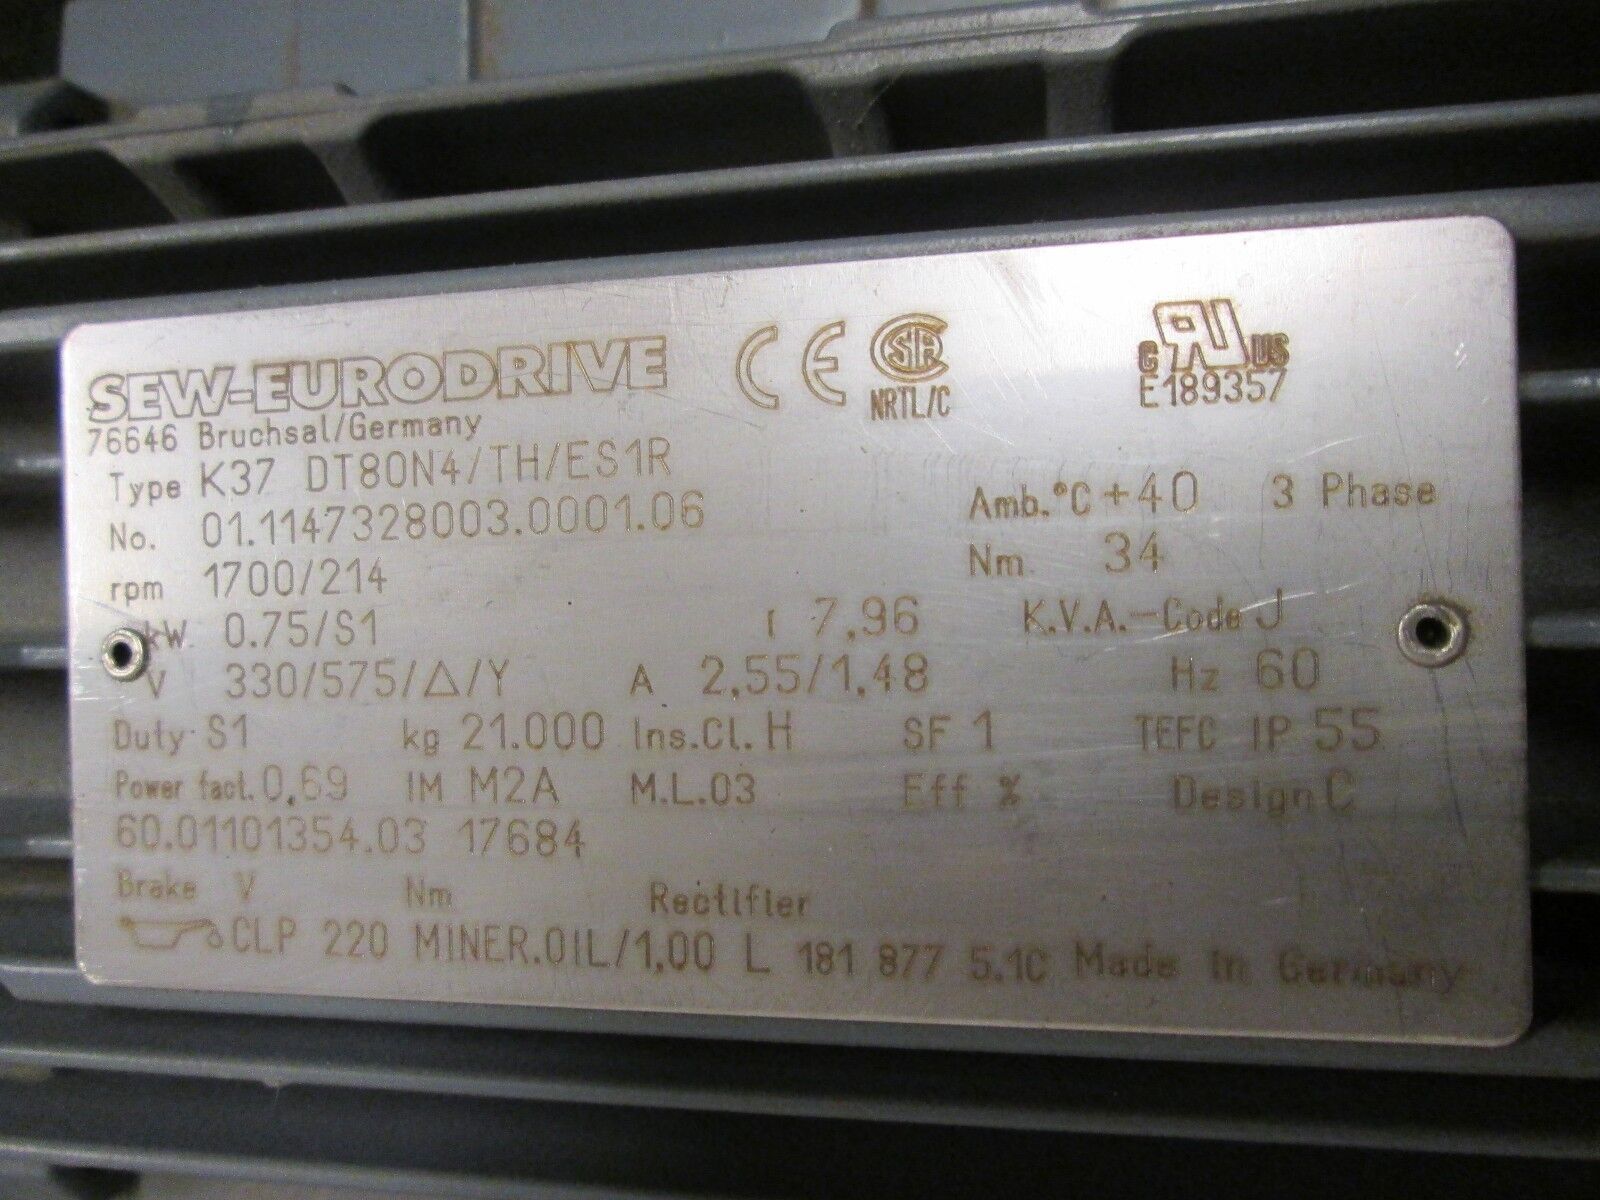 SEW-EURODRIVE CE SA NRTL/C C RU US
E189357
76646 Bruchsal/Germany
Type K37 DT80N4/TH/ES1R
No. 01.1147328003.0001.06 Amb.°C +40 3 Phase
rpm 1700/214 Nm 34
kW 0.75/S1 i 7,96 K.V.A.-Code J
V 330/575/Δ/Y A 2,55/1,48 Hz 60
Duty S1 kg 21.000 Ins.Cl. H SF 1 TEFC IP 55
Power fact. 0,69 IM M2A M.L.03 Eff % Design C
60.01101354.03 17684
Brake V Nm Rectifier
CLP 220 MINER.OIL/1,00 L 181 877 5.1C Made in Germany